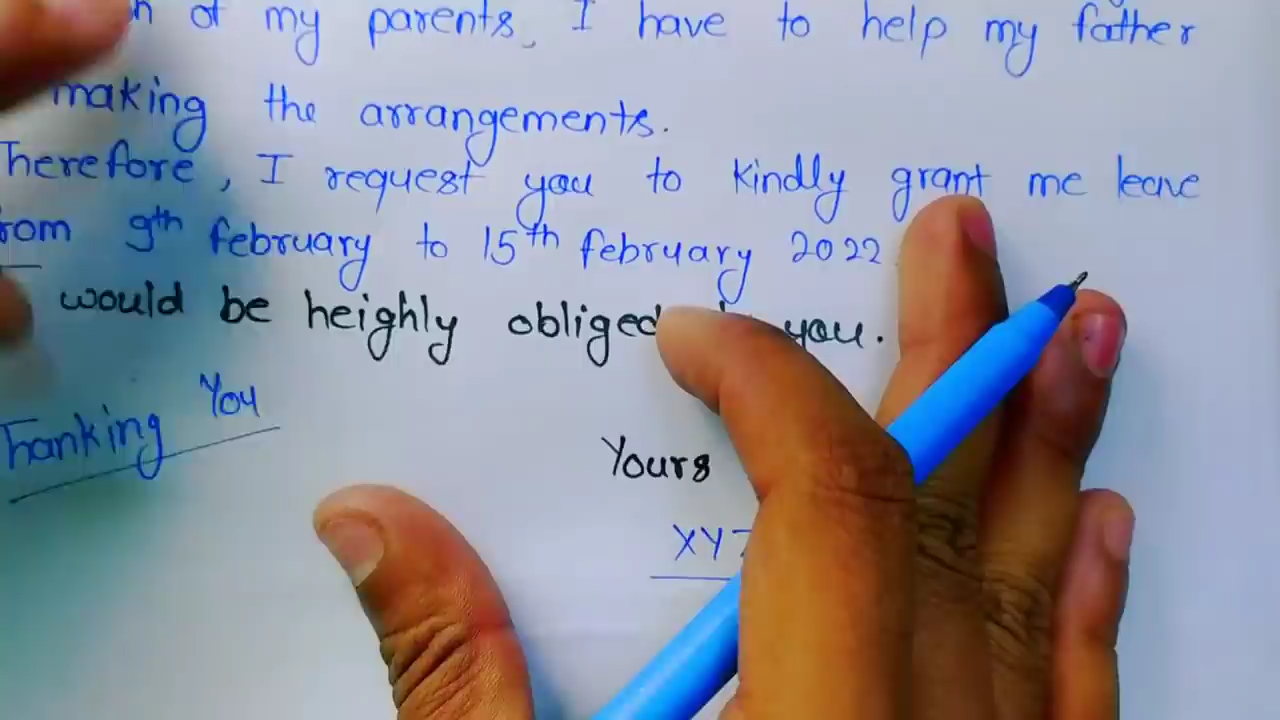 of my parents, I have to help my father
making the arrangements.
Therefore, I request you to kindly grant me leave
from 9th february to 15th february 2022
would be heighly obliged you.
Thanking You
Yours
XYZ